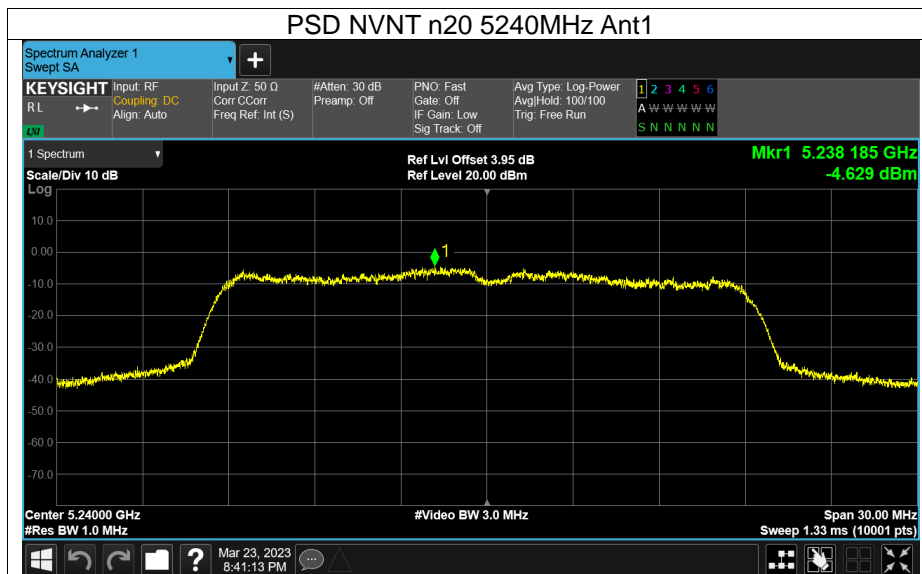 PSD NVNT n20 5240MHz Ant1
Spectrum Analyzer 1
Swept SA
KEYSIGHT
R L
LXI
Input: RF
Coupling: DC
Align: Auto
Input Z: 50 Ω
Corr CCorr
Freq Ref: Int (S)
#Atten: 30 dB
Preamp: Off
PNO: Fast
Gate: Off
IF Gain: Low
Sig Track: Off
Avg Type: Log-Power
Avg|Hold: 100/100
Trig: Free Run
1 2 3 4 5 6
A W W W W W
S N N N N N
1 Spectrum
Scale/Div 10 dB
Log
Ref Lvl Offset 3.95 dB
Ref Level 20.00 dBm
Mkr1 5.238 185 GHz
-4.629 dBm
10.0
0.00
1
-10.0
-20.0
-30.0
-40.0
-50.0
-60.0
-70.0
Center 5.24000 GHz
#Res BW 1.0 MHz
#Video BW 3.0 MHz
Span 30.00 MHz
Sweep 1.33 ms (10001 pts)
?
Mar 23, 2023
8:41:13 PM